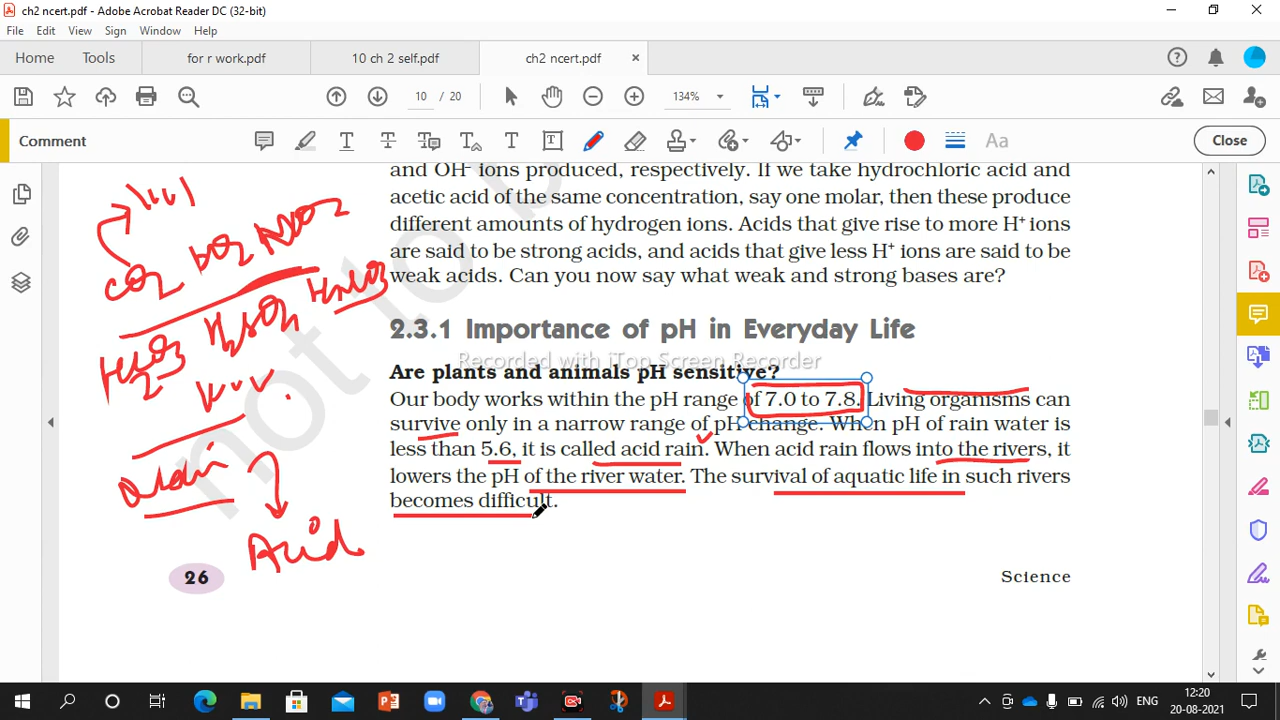 ch2 ncert.pdf - Adobe Acrobat Reader DC (32-bit)
File Edit View Sign Window Help
Home Tools for r work.pdf 10 ch 2 self.pdf ch2 ncert.pdf
10 / 20 134%
Comment
Close
and OH⁻ ions produced, respectively. If we take hydrochloric acid and
acetic acid of the same concentration, say one molar, then these produce
different amounts of hydrogen ions. Acids that give rise to more H⁺ ions
are said to be strong acids, and acids that give less H⁺ ions are said to be
weak acids. Can you now say what weak and strong bases are?
2.3.1 Importance of pH in Everyday Life
Recorded with iTop Screen Recorder
Are plants and animals pH sensitive?
Our body works within the pH range of 7.0 to 7.8. Living organisms can
survive only in a narrow range of pH change. When pH of rain water is
less than 5.6, it is called acid rain. When acid rain flows into the rivers, it
lowers the pH of the river water. The survival of aquatic life in such rivers
becomes difficult.
CO2
Acid
26
Science
not to b
ENG
12:20
20-08-2021